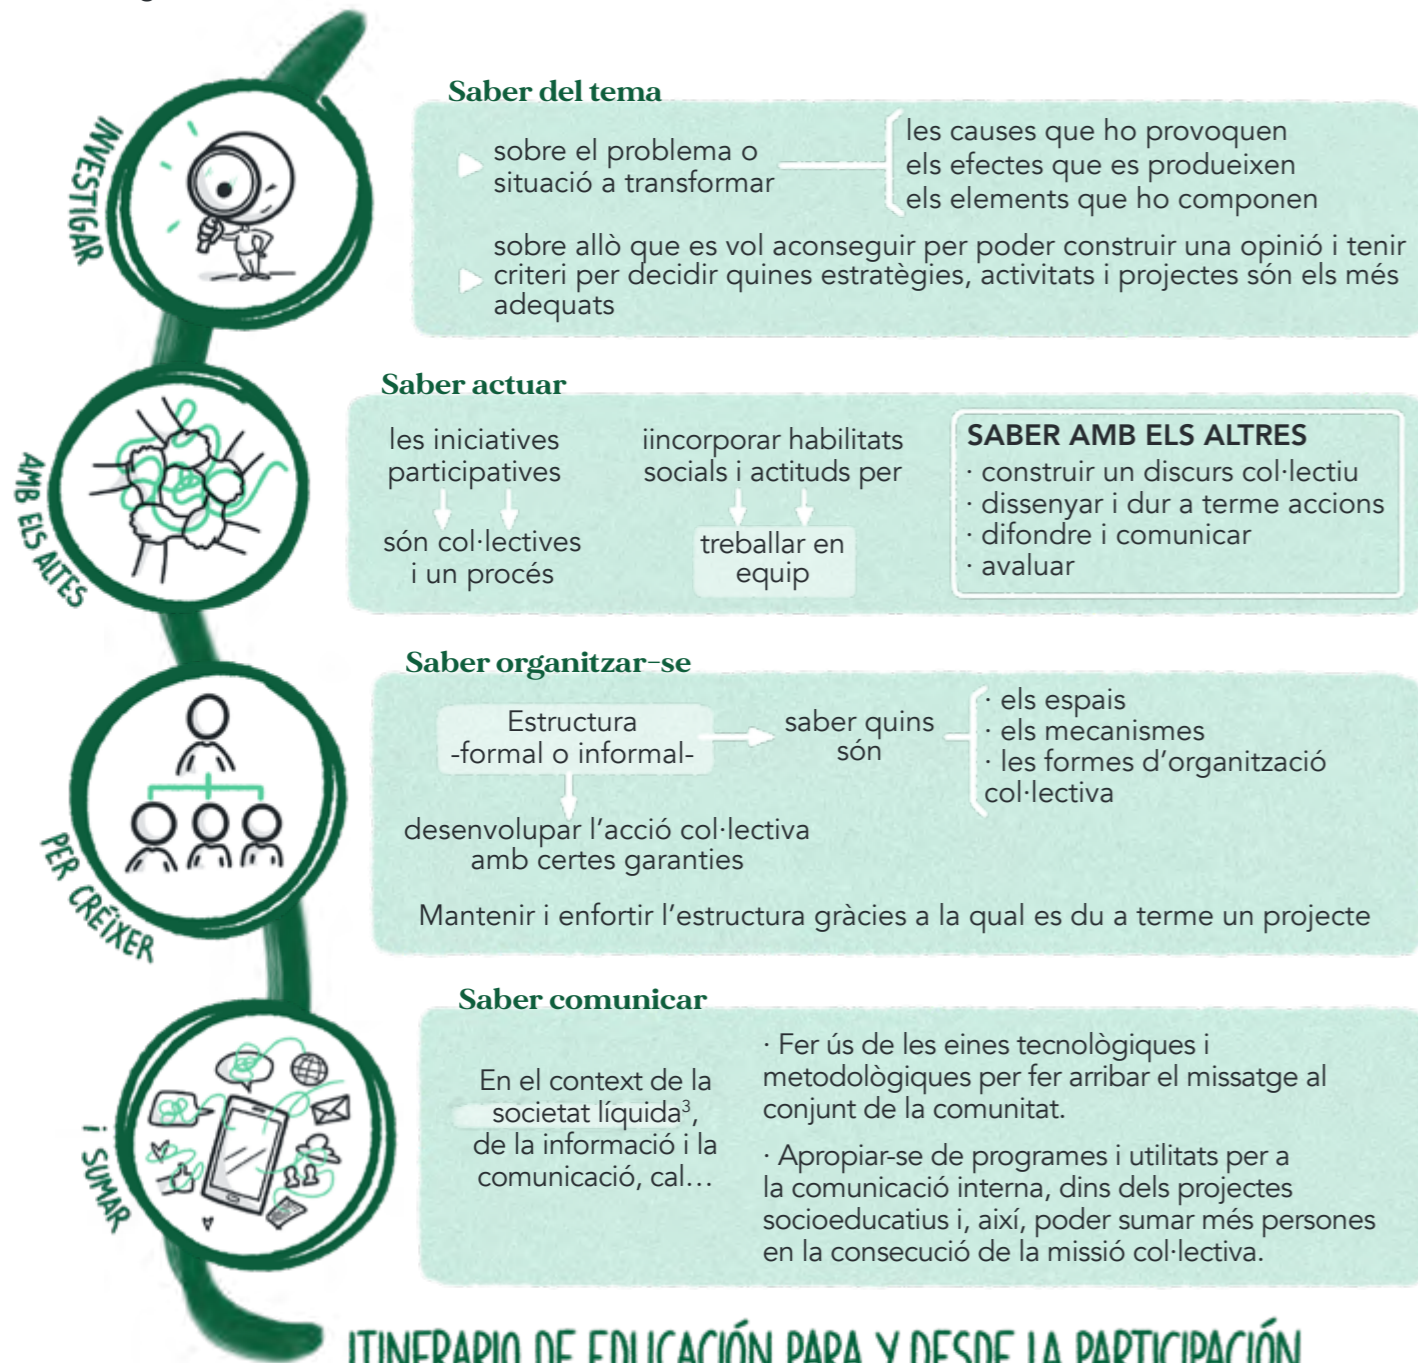 INVESTIGAR
Saber del tema
sobre el problema o
situació a transformar
les causes que ho provoquen
els efectes que es produeixen
els elements que ho componen
sobre allò que es vol aconseguir per poder construir una opinió i tenir
criteri per decidir quines estratègies, activitats i projectes són els més
adequats
AMB ELS ALTES
Saber actuar
les iniciatives
participatives
són col·lectives
i un procés
iincorporar habilitats
socials i actituds per
treballar en
equip
SABER AMB ELS ALTRES
· construir un discurs col·lectiu
· dissenyar i dur a terme accions
· difondre i comunicar
· avaluar
PER CREÏXER
Saber organitzar-se
Estructura
-formal o informal-
saber quins
són
· els espais
· els mecanismes
· les formes d’organització
col·lectiva
desenvolupar l’acció col·lectiva
amb certes garanties
Mantenir i enfortir l’estructura gràcies a la qual es du a terme un projecte
i SUMAR
Saber comunicar
En el context de la
societat líquida³,
de la informació i la
comunicació, cal…
· Fer ús de les eines tecnològiques i
metodològiques per fer arribar el missatge al
conjunt de la comunitat.
· Apropiar-se de programes i utilitats per a
la comunicació interna, dins dels projectes
socioeducatius i, així, poder sumar més persones
en la consecució de la missió col·lectiva.
ITINERARIO DE EDUCACIÓN PARA Y DESDE LA PARTICIPACIÓN